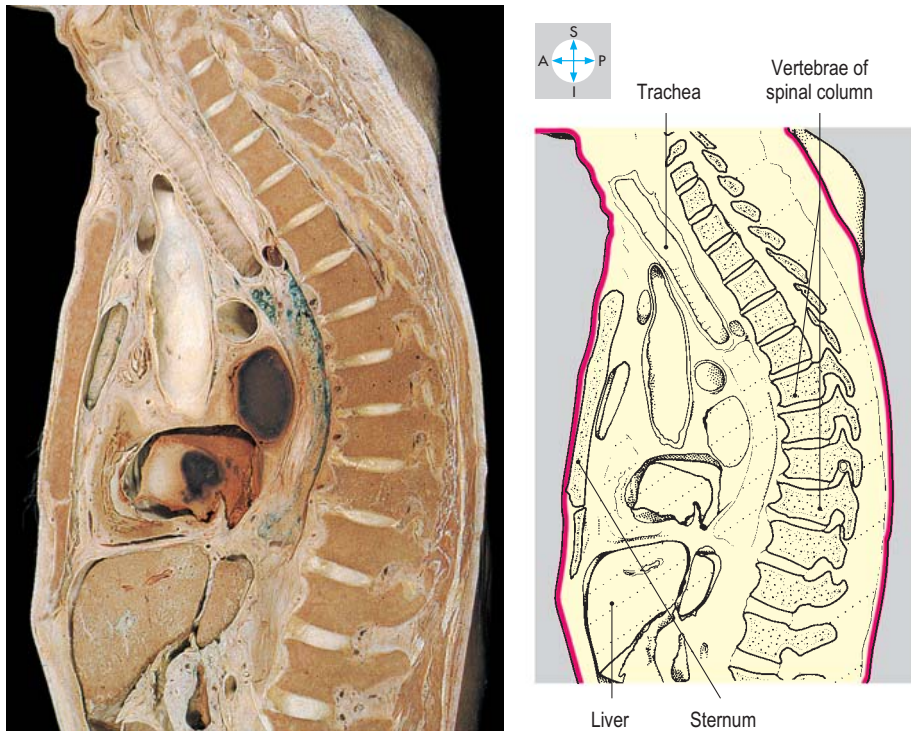 S
A P
I
Trachea
Vertebrae of
spinal column
Liver
Sternum